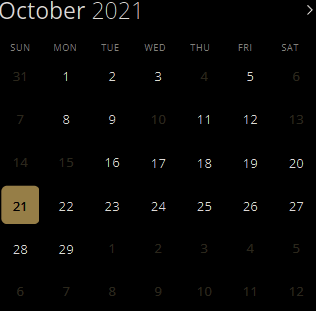 October 2021
SUN MON TUE WED THU FRI SAT
31 1 2 3 4 5 6
7 8 9 10 11 12 13
14 15 16 17 18 19 20
21 22 23 24 25 26 27
28 29 1 2 3 4 5
6 7 8 9 10 11 12